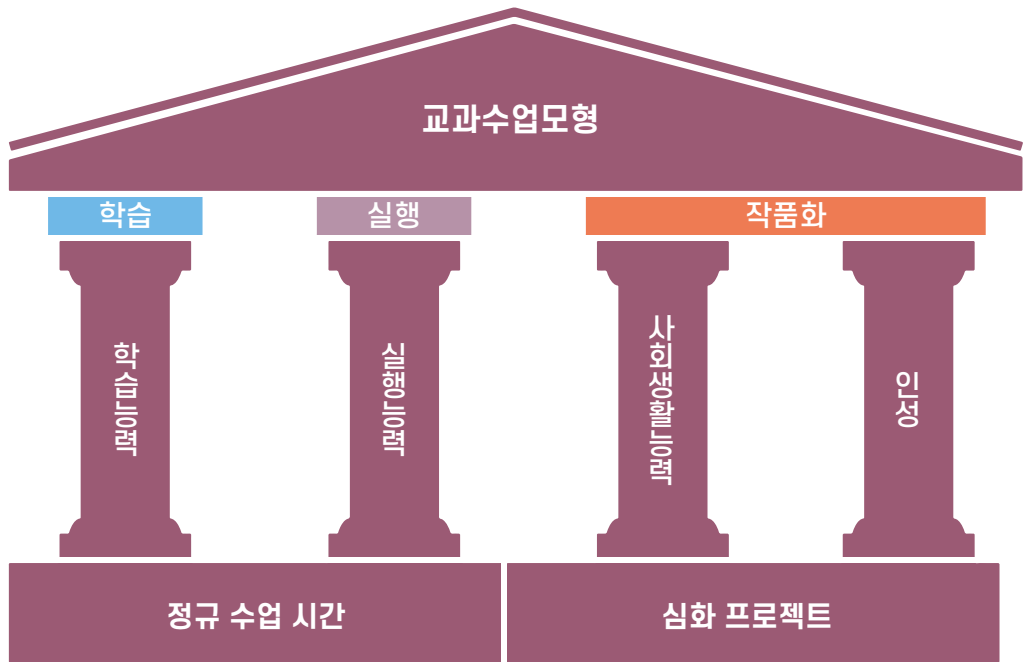 교과수업모형
학습
실행
작품화
학습능력
실행능력
사회생활능력
인성
정규 수업 시간
심화 프로젝트